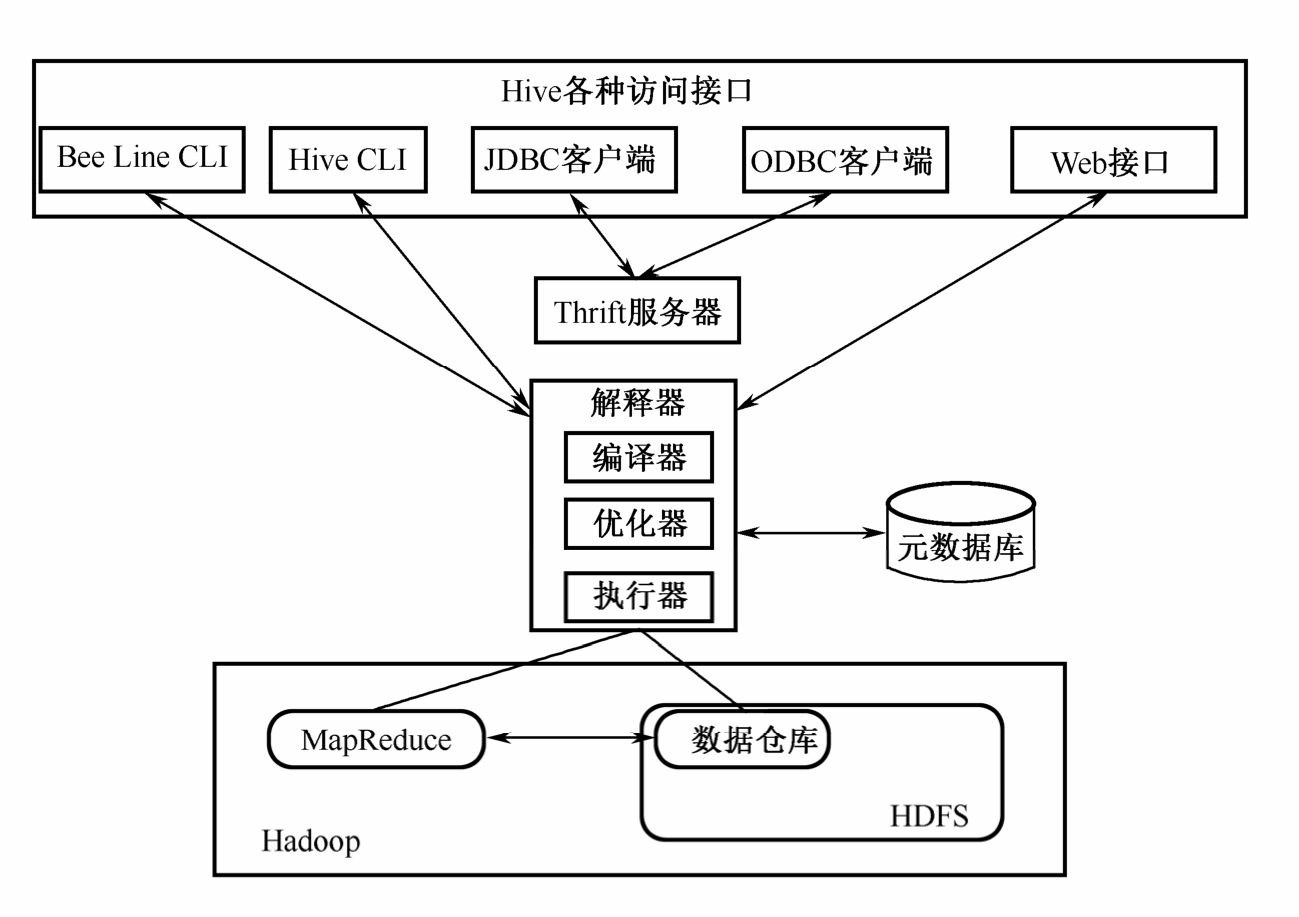 Hive各种访问接口
Bee Line CLI
Hive CLI
JDBC客户端
ODBC客户端
Web接口
Thrift服务器
解释器
编译器
优化器
元数据库
执行器
MapReduce
数据仓库
HDFS
Hadoop